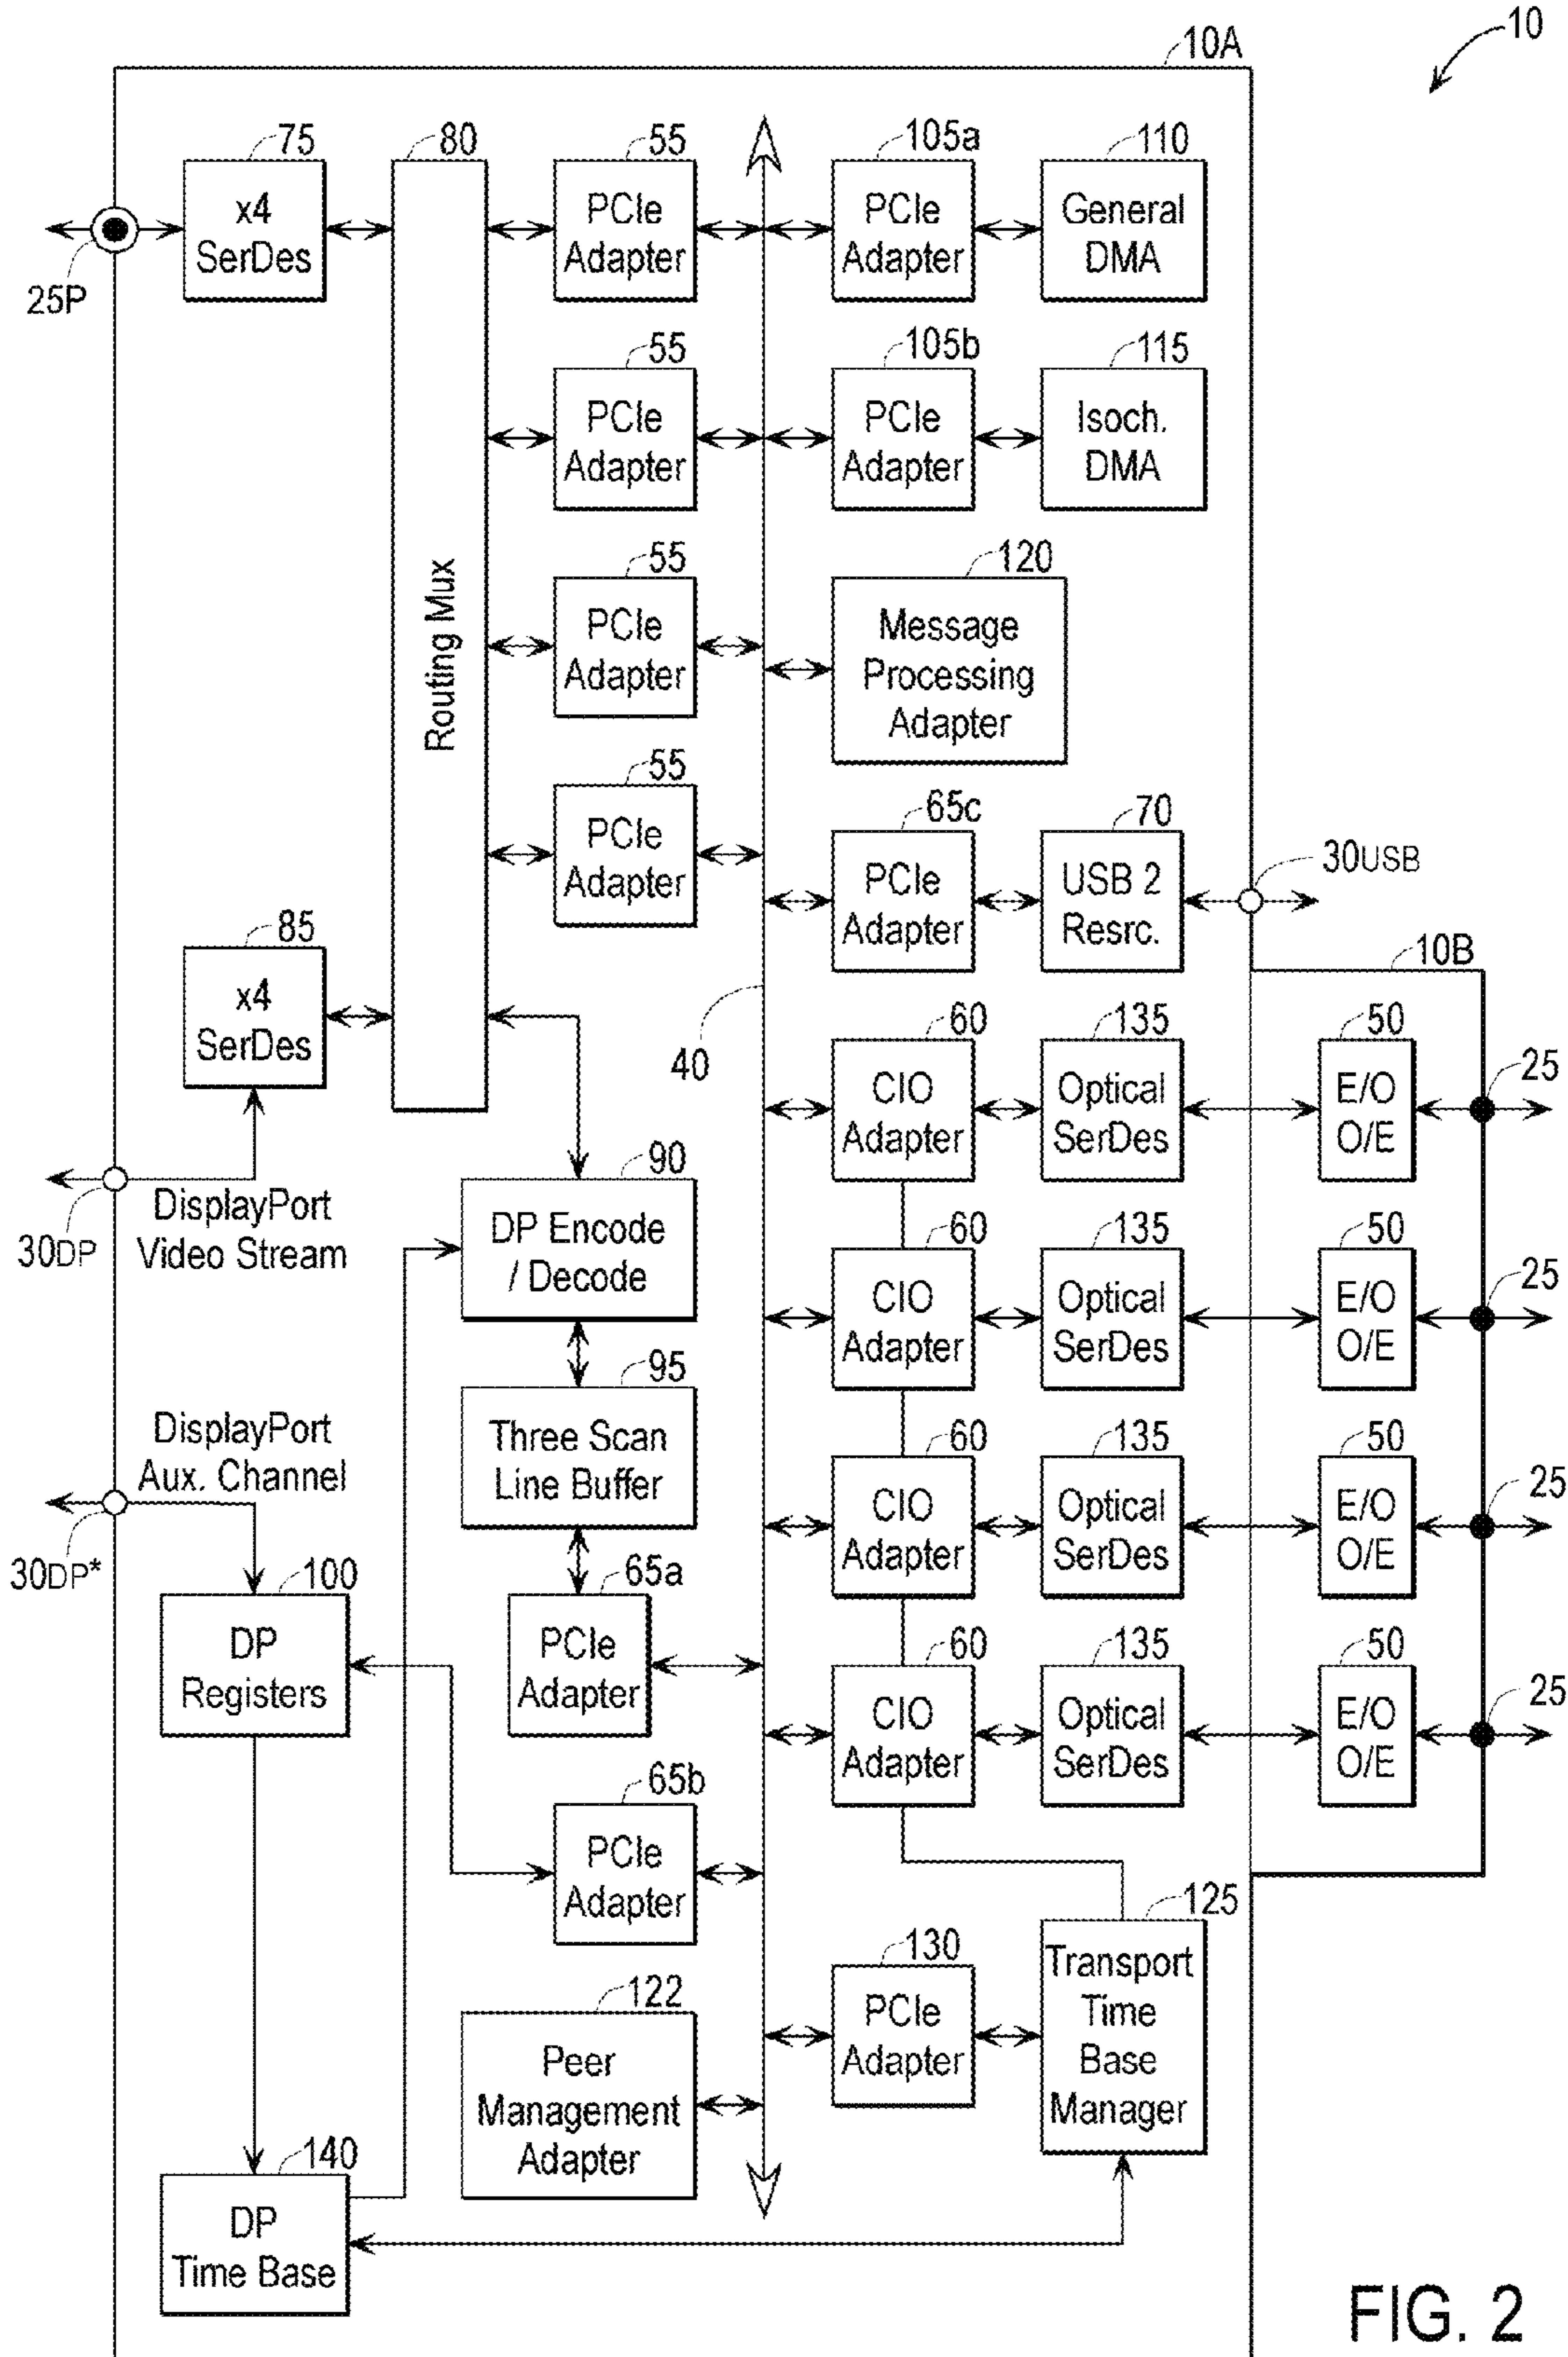 10
10A
75
80
55
105a
110
x4
SerDes
PCIe
Adapter
PCIe
Adapter
General
DMA
25P
55
105b
115
PCIe
Adapter
PCIe
Adapter
Isoch.
DMA
Routing Mux
55
120
PCIe
Adapter
Message
Processing
Adapter
55
65c
70
PCIe
Adapter
PCIe
Adapter
USB 2
Resrc.
30USB
85
10B
x4
SerDes
40
60
135
50
25
CIO
Adapter
Optical
SerDes
E/O
O/E
30DP
DisplayPort
Video Stream
90
DP Encode
/ Decode
60
135
50
25
CIO
Adapter
Optical
SerDes
E/O
O/E
95
Three Scan
Line Buffer
DisplayPort
Aux. Channel
30DP*
60
135
50
25
CIO
Adapter
Optical
SerDes
E/O
O/E
100
DP
Registers
65a
PCIe
Adapter
60
135
50
25
CIO
Adapter
Optical
SerDes
E/O
O/E
65b
PCIe
Adapter
125
130
PCIe
Adapter
Transport
Time
Base
Manager
122
Peer
Management
Adapter
140
DP
Time Base
FIG. 2